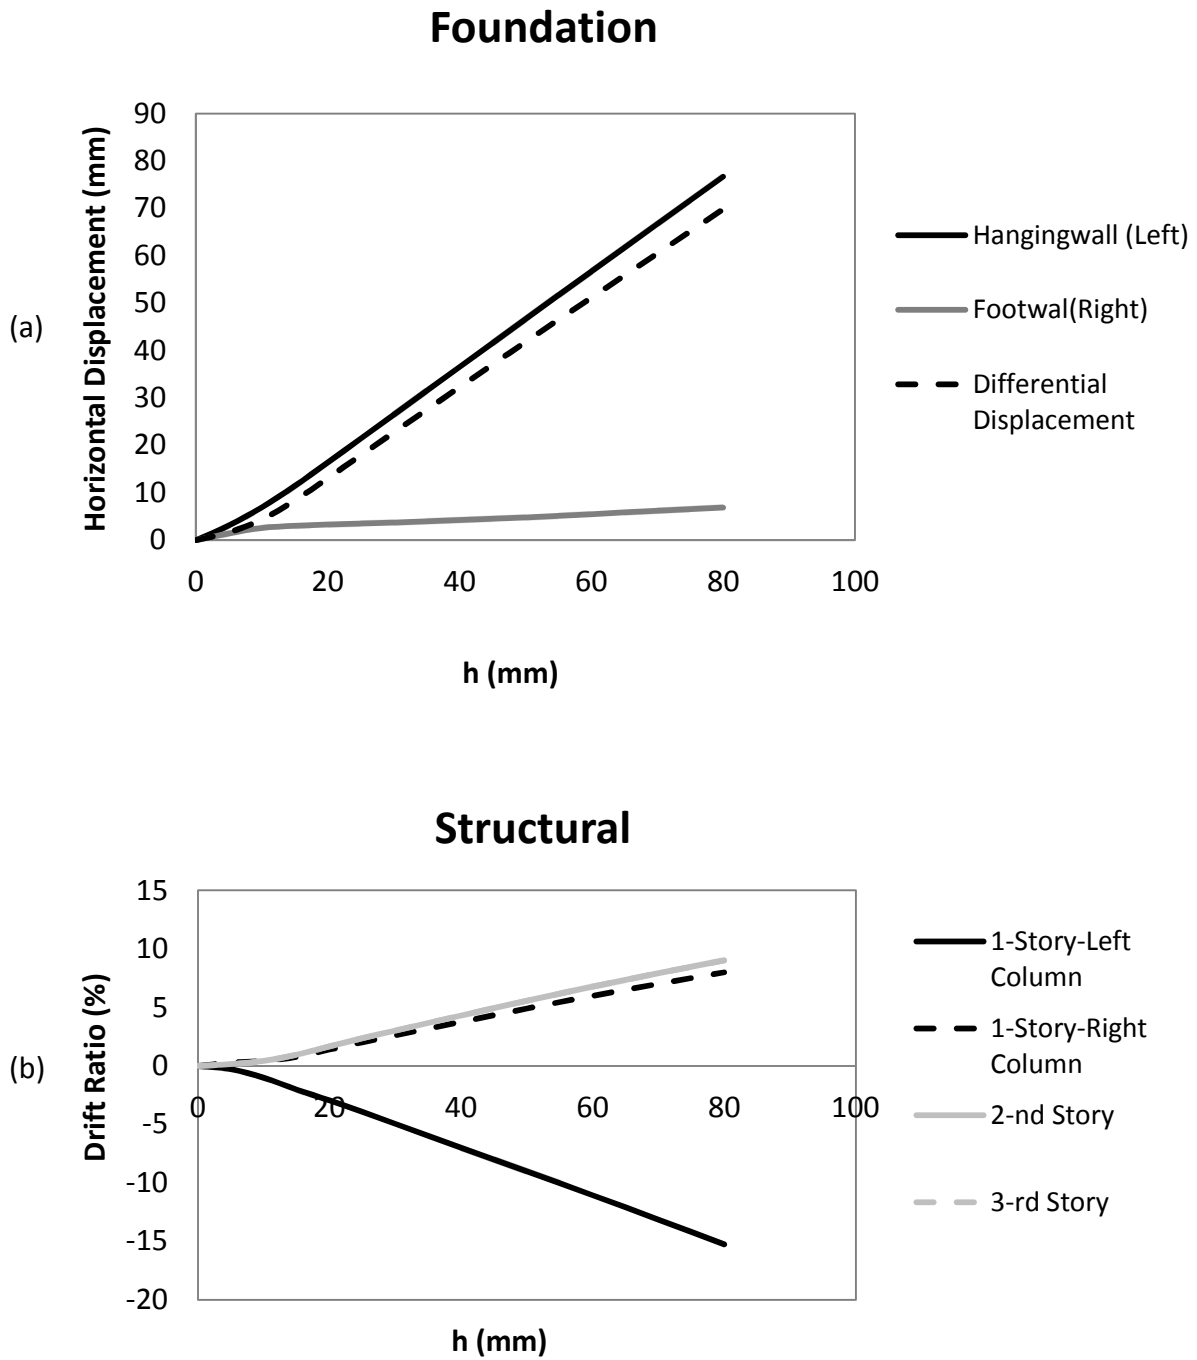 Foundation
(a)
Horizontal Displacement (mm)
90
80
70
60
50
40
30
20
10
0
0 20 40 60 80 100
h (mm)
Hangingwall (Left)
Footwal(Right)
Differential
Displacement
Structural
(b)
Drift Ratio (%)
15
10
5
0
-5
-10
-15
-20
0 20 40 60 80 100
h (mm)
1-Story-Left
Column
1-Story-Right
Column
2-nd Story
3-rd Story